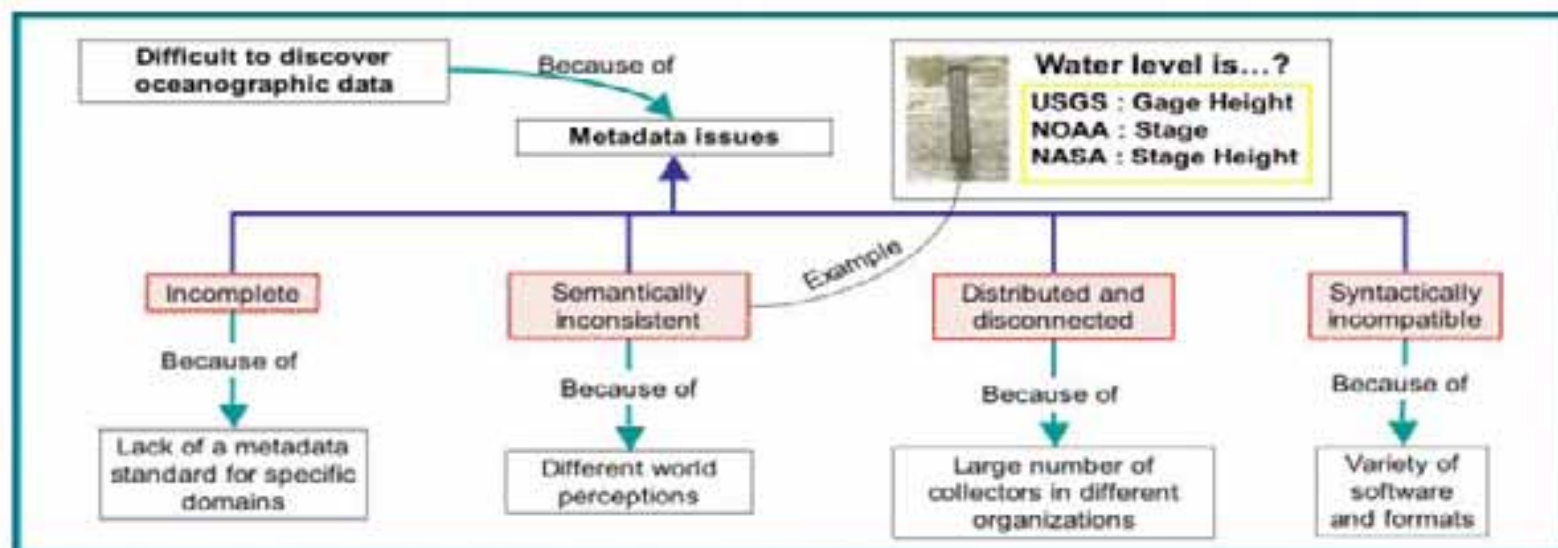 Difficult to discover
oceanographic data
Because of
Metadata issues
Water level is...?
USGS : Gage Height
NOAA : Stage
NASA : Stage Height
Example
Incomplete
Because of
Lack of a metadata
standard for specific
domains
Semantically
inconsistent
Because of
Different world
perceptions
Distributed and
disconnected
Because of
Large number of
collectors in different
organizations
Syntactically
incompatible
Because of
Variety of
software
and formats